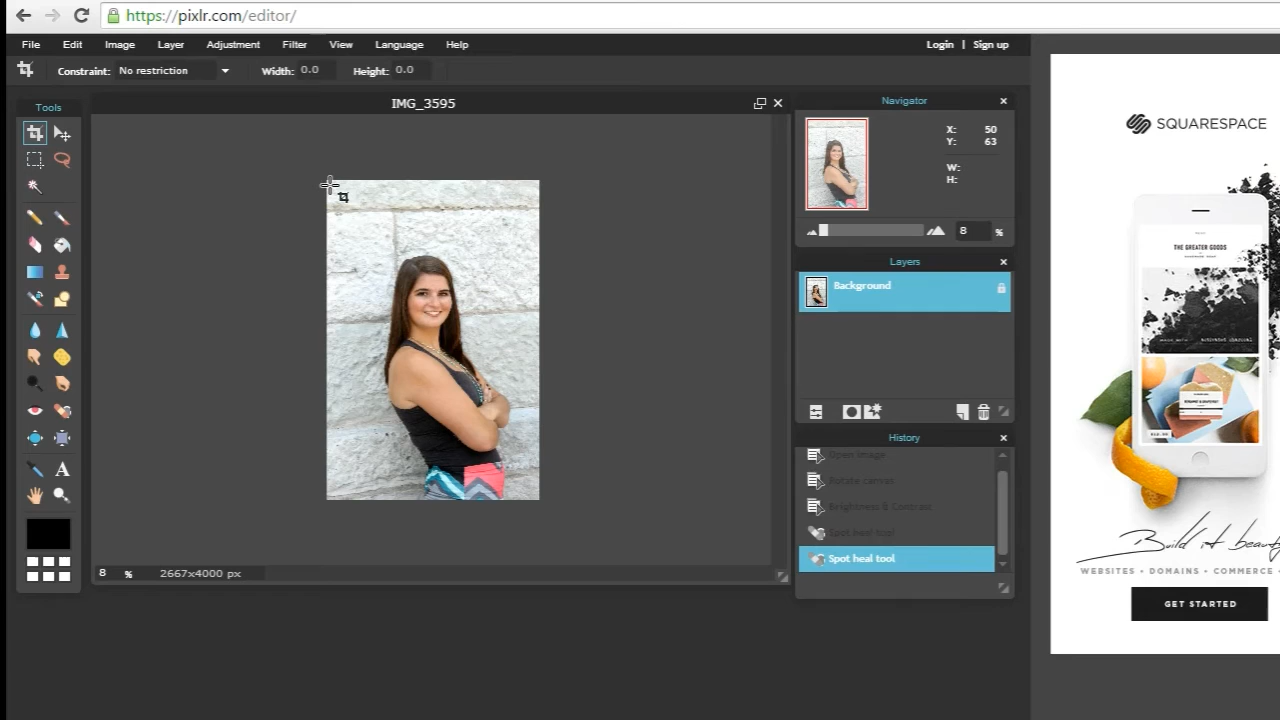 https://pixlr.com/editor/
File Edit Image Layer Adjustment Filter View Language Help Login | Sign up
Constraint: No restriction Width: 0.0 Height: 0.0
Tools
IMG_3595
Navigator
X: 50
Y: 63
W:
H:
8 %
Layers
Background
History
Open image
Rotate canvas
Brightness & Contrast
Spot heal tool
Spot heal tool
A
8 % 2667x4000 px
SQUARESPACE
THE GREATER GOODS
Build it beauty
WEBSITES • DOMAINS • COMMERCE •
GET STARTED